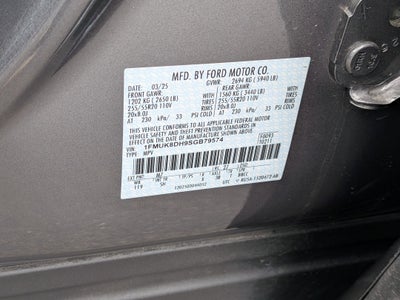 MFD. BY FORD MOTOR CO.
03/25 GVWR: 2694 KG ( 5940 LB)
FRONT GAWR: REAR GAWR:
1202 KG ( 2650 LB) 1560 KG ( 3440 LB)
255/55R20 110V TIRES 255/55R20 110V TIRES
20x8.0J RIMS 20x8.0J RIMS
AT 230 kPa/ 33 PSI COLD AT 230 kPa/ 33 PSI COLD
THIS VEHICLE CONFORMS TO ALL APPLICABLE FEDERAL MOTOR
VEHICLE SAFETY AND THEFT PREVENTION STANDARDS IN EFFECT ON
THE DATE OF MANUFACTURE SHOWN ABOVE.
VIN: 1FMUK8DH9SGB79574
TYPE: MPV
119
UTC